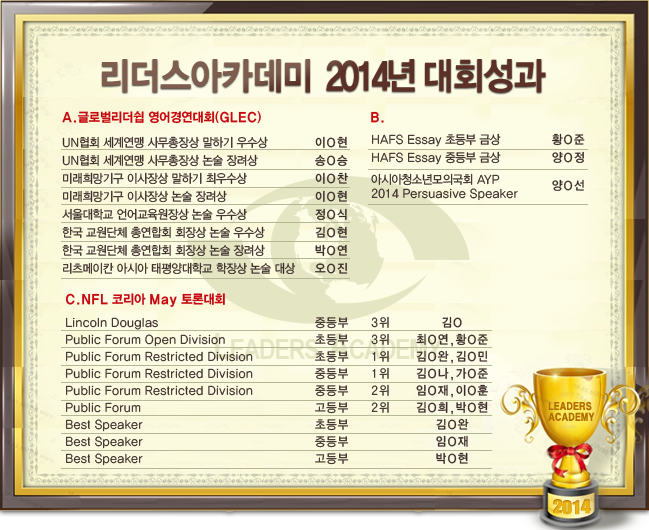 리더스아카데미 2014년 대회성과
A.글로벌리더쉽 영어경연대회(GLEC)
UN협회 세계연맹 사무총장상 말하기 우수상 이O현
UN협회 세계연맹 사무총장상 논술 장려상 송O승
미래희망기구 이사장상 말하기 최우수상 이O찬
미래희망기구 이사장상 논술 장려상 이O현
서울대학교 언어교육원장상 논술 우수상 정O식
한국 교원단체 총연합회 회장상 논술 우수상 김O현
한국 교원단체 총연합회 회장상 논술 장려상 박O연
리츠메이칸 아시아 태평양대학교 학장상 논술 대상 오O진
B.
HAFS Essay 초등부 금상 황O준
HAFS Essay 중등부 금상 양O정
아시아청소년모의국회 AYP
2014 Persuasive Speaker 양O선
C.NFL 코리아 May 토론대회
Lincoln Douglas 중등부 3위 김O
Public Forum Open Division 초등부 3위 최O연,황O준
Public Forum Restricted Division 초등부 1위 김O완,김O민
Public Forum Restricted Division 중등부 1위 김O나,가O준
Public Forum Restricted Division 중등부 2위 임O재,이O훈
Public Forum 고등부 2위 김O희,박O현
Best Speaker 초등부 김O완
Best Speaker 중등부 임O재
Best Speaker 고등부 박O현
LEADERS ACADEMY
LEADERS
ACADEMY
2014